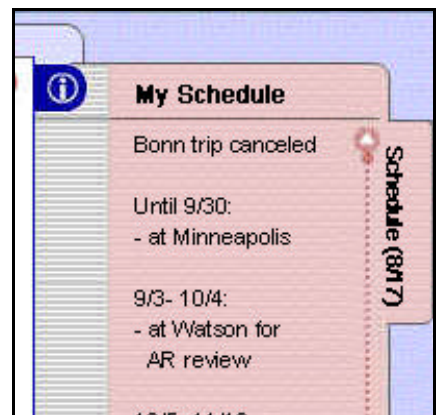 My Schedule
Bonn trip canceled
Until 9/30:
- at Minneapolis
9/3- 10/4:
- at Watson for
AR review
Schedule (8/17)